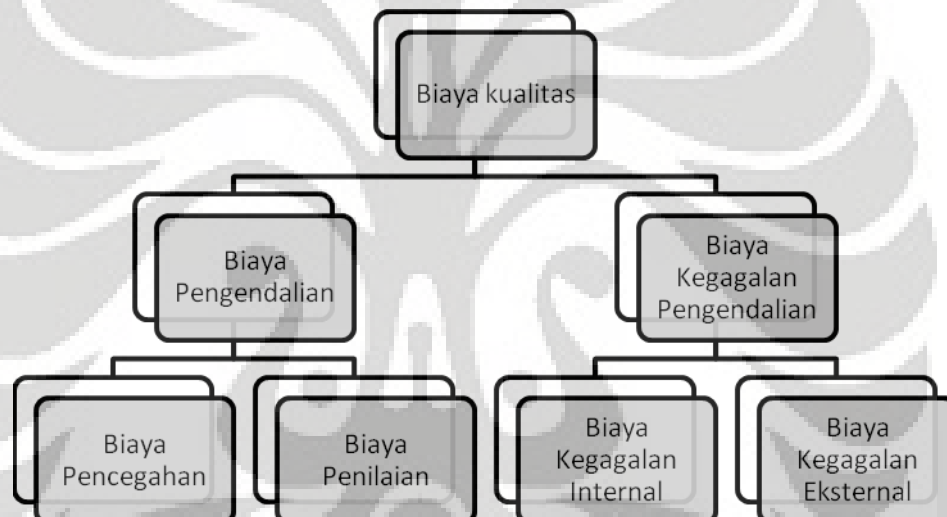 Biaya kualitas
Biaya
Pengendalian
Biaya
Kegagalan
Pengendalian
Biaya
Pencegahan
Biaya
Penilaian
Biaya
Kegagalan
Internal
Biaya
Kegagalan
Eksternal